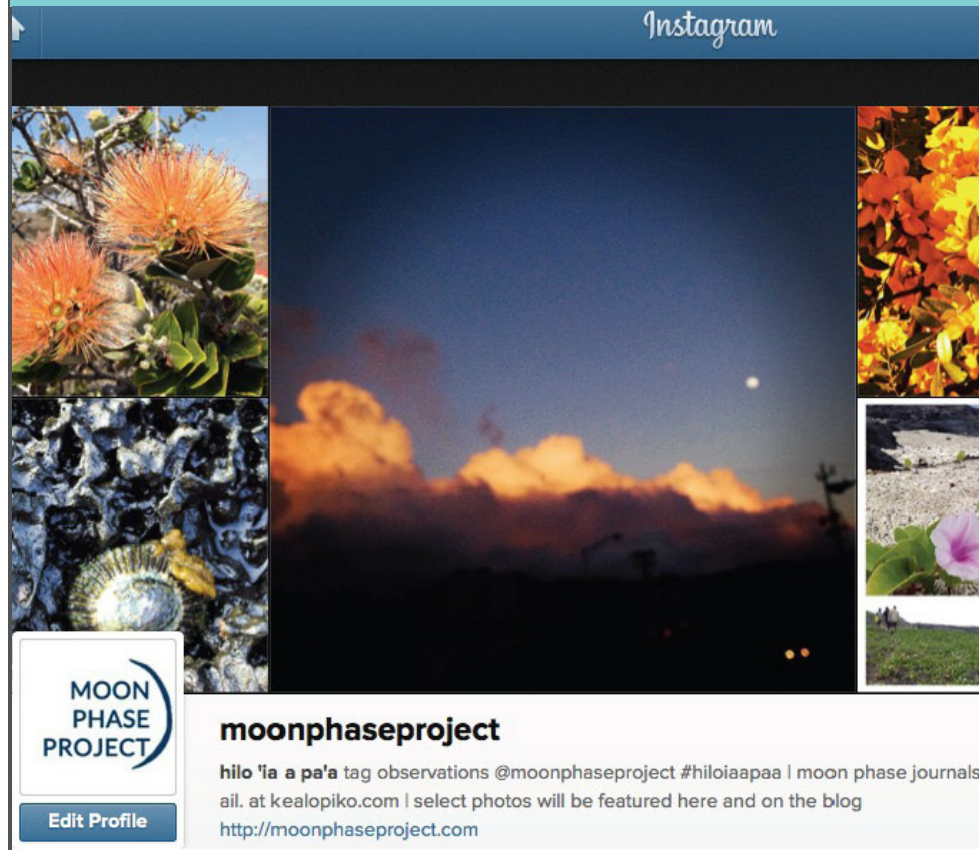 Instagram
MOON
PHASE
PROJECT
Edit Profile
moonphaseproject
hilo 'ia a pa'a tag observations @moonphaseproject #hiloiaapaa | moon phase journals
ail. at kealopiko.com | select photos will be featured here and on the blog
http://moonphaseproject.com